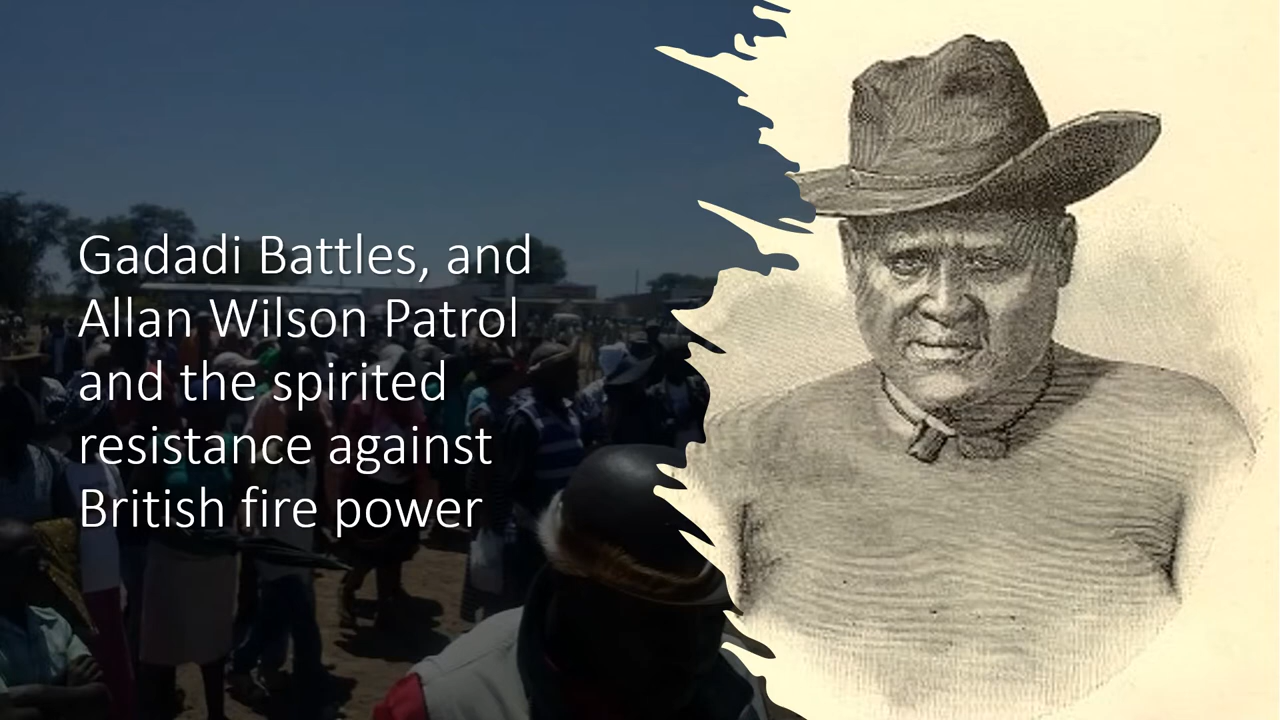 Gadadi Battles, and
Allan Wilson Patrol
and the spirited
resistance against
British fire power